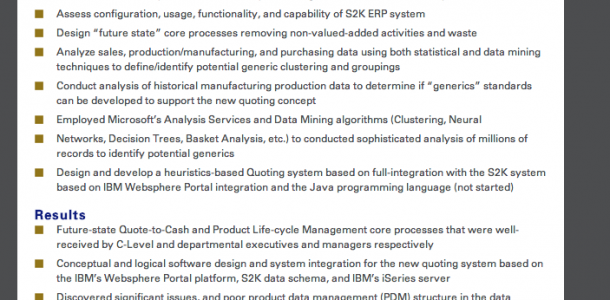 Assess configuration, usage, functionality, and capability of S2K ERP system
Design “future state” core processes removing non-valued-added activities and waste
Analyze sales, production/manufacturing, and purchasing data using both statistical and data mining
techniques to define/identify potential generic clustering and groupings
Conduct analysis of historical manufacturing production data to determine if “generics” standards
can be developed to support the new quoting concept
Employed Microsoft’s Analysis Services and Data Mining algorithms (Clustering, Neural
Networks, Decision Trees, Basket Analysis, etc.) to conducted sophisticated analysis of millions of
records to identify potential generics
Design and develop a heuristics-based Quoting system based on full-integration with the S2K system
based on IBM Websphere Portal integration and the Java programming language (not started)
Results
Future-state Quote-to-Cash and Product Life-cycle Management core processes that were well-
received by C-Level and departmental executives and managers respectively
Conceptual and logical software design and system integration for the new quoting system based on
the IBM’s Websphere Portal platform, S2K data schema, and IBM’s iSeries server
Discovered significant issues, and poor product data management (PDM) structure in the data